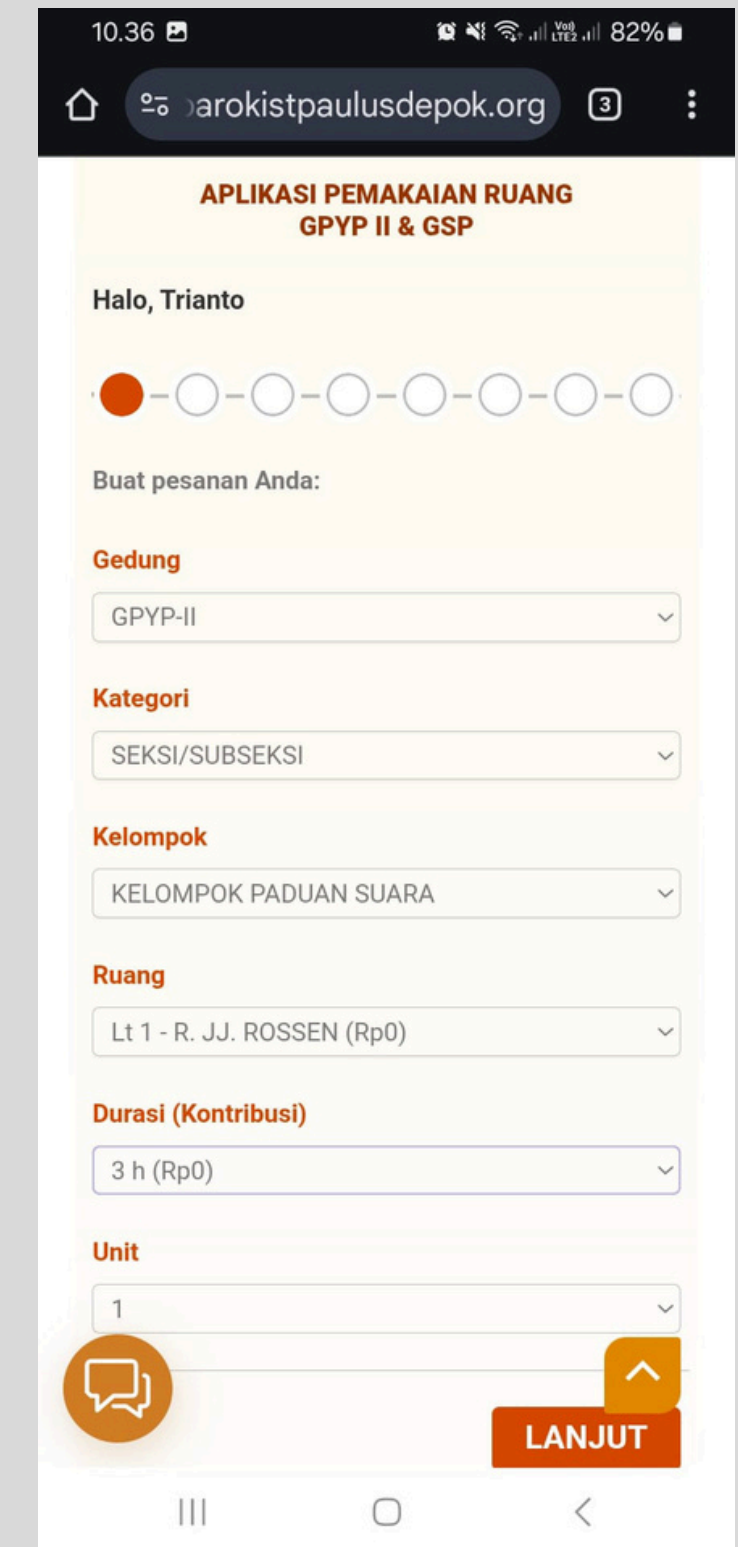 10.36
Vo))
LTE2
82%
arokistpaulusdepok.org
3
APLIKASI PEMAKAIAN RUANG
GPYP II & GSP
Halo, Trianto
Buat pesanan Anda:
Gedung
GPYP-II
Kategori
SEKSI/SUBSEKSI
Kelompok
KELOMPOK PADUAN SUARA
Ruang
Lt 1 - R. JJ. ROSSEN (Rp0)
Durasi (Kontribusi)
3 h (Rp0)
Unit
1
LANJUT